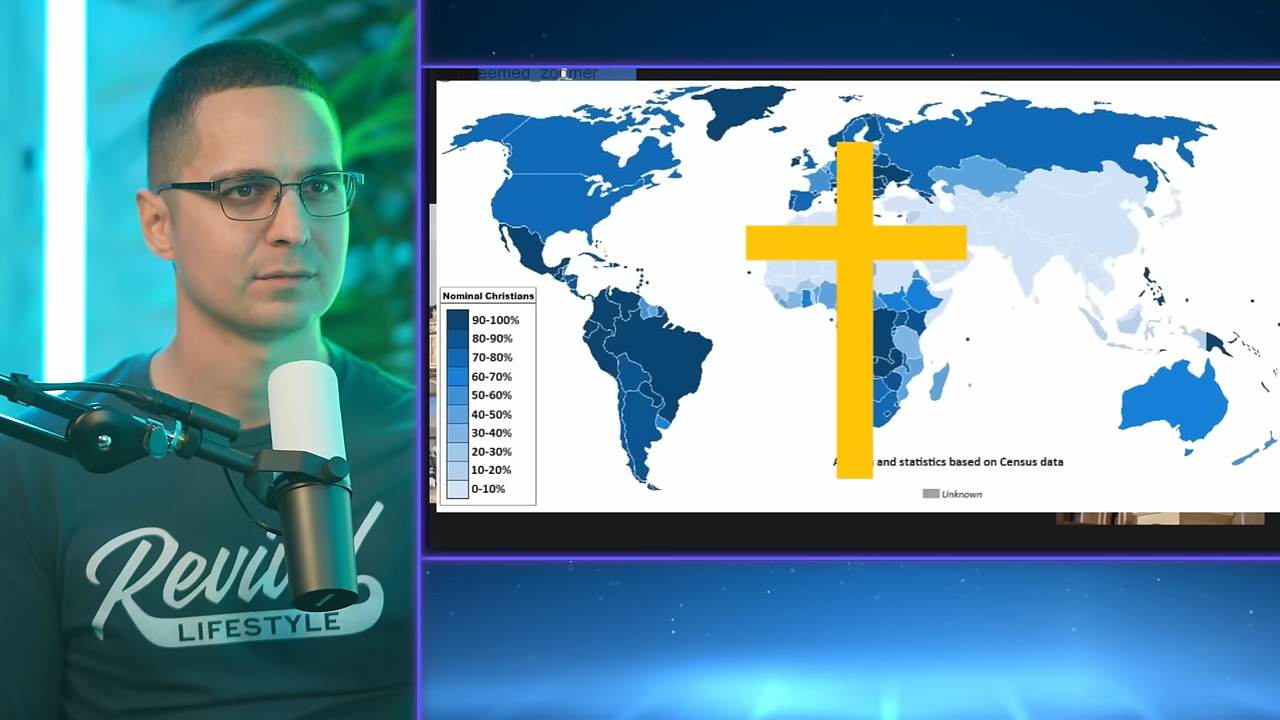 eemed_zoomer
Nominal Christians
90-100%
80-90%
70-80%
60-70%
50-60%
40-50%
30-40%
20-30%
10-20%
0-10%
and statistics based on Census data
Unknown
Revival
LIFESTYLE